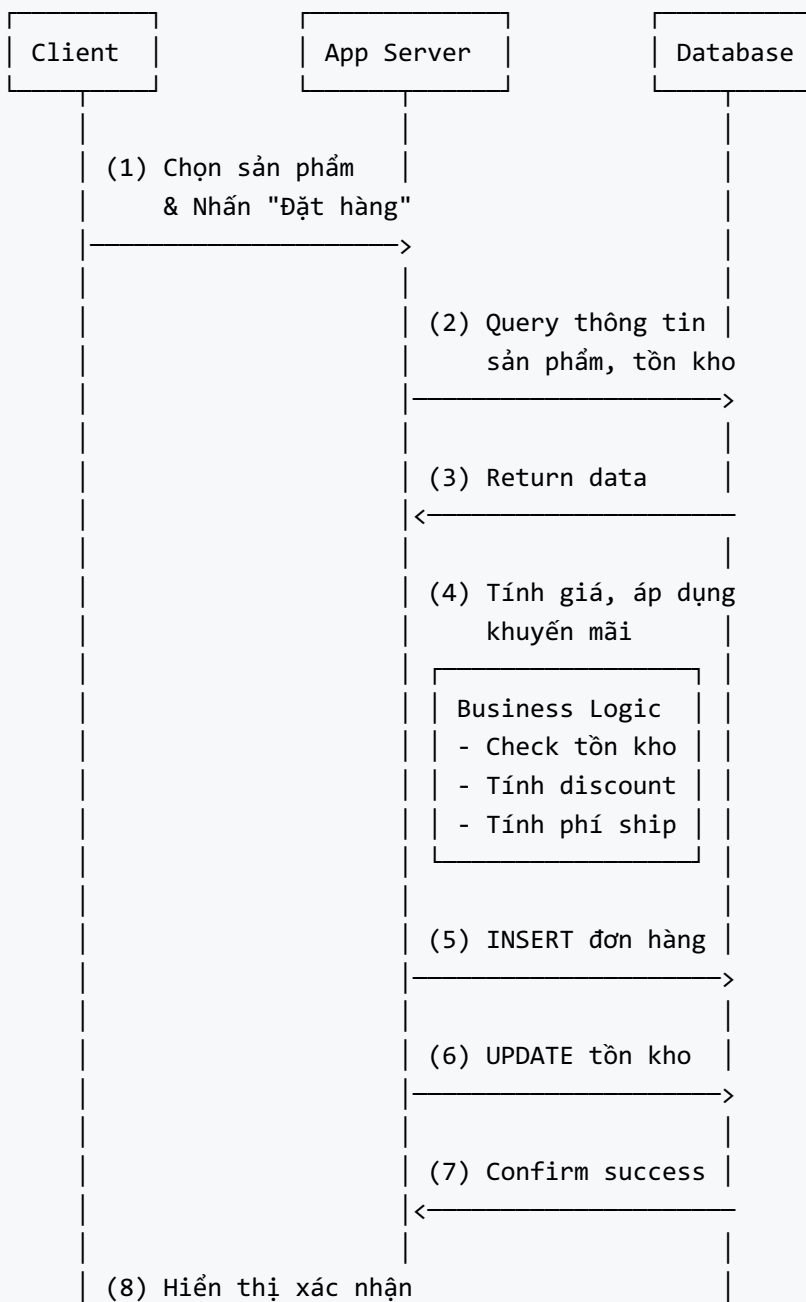 Client App Server Database
(1) Chọn sản phẩm
& Nhấn "Đặt hàng"
(2) Query thông tin
sản phẩm, tồn kho
(3) Return data
(4) Tính giá, áp dụng
khuyến mãi
Business Logic
- Check tồn kho
- Tính discount
- Tính phí ship
(5) INSERT đơn hàng
(6) UPDATE tồn kho
(7) Confirm success
(8) Hiển thị xác nhận